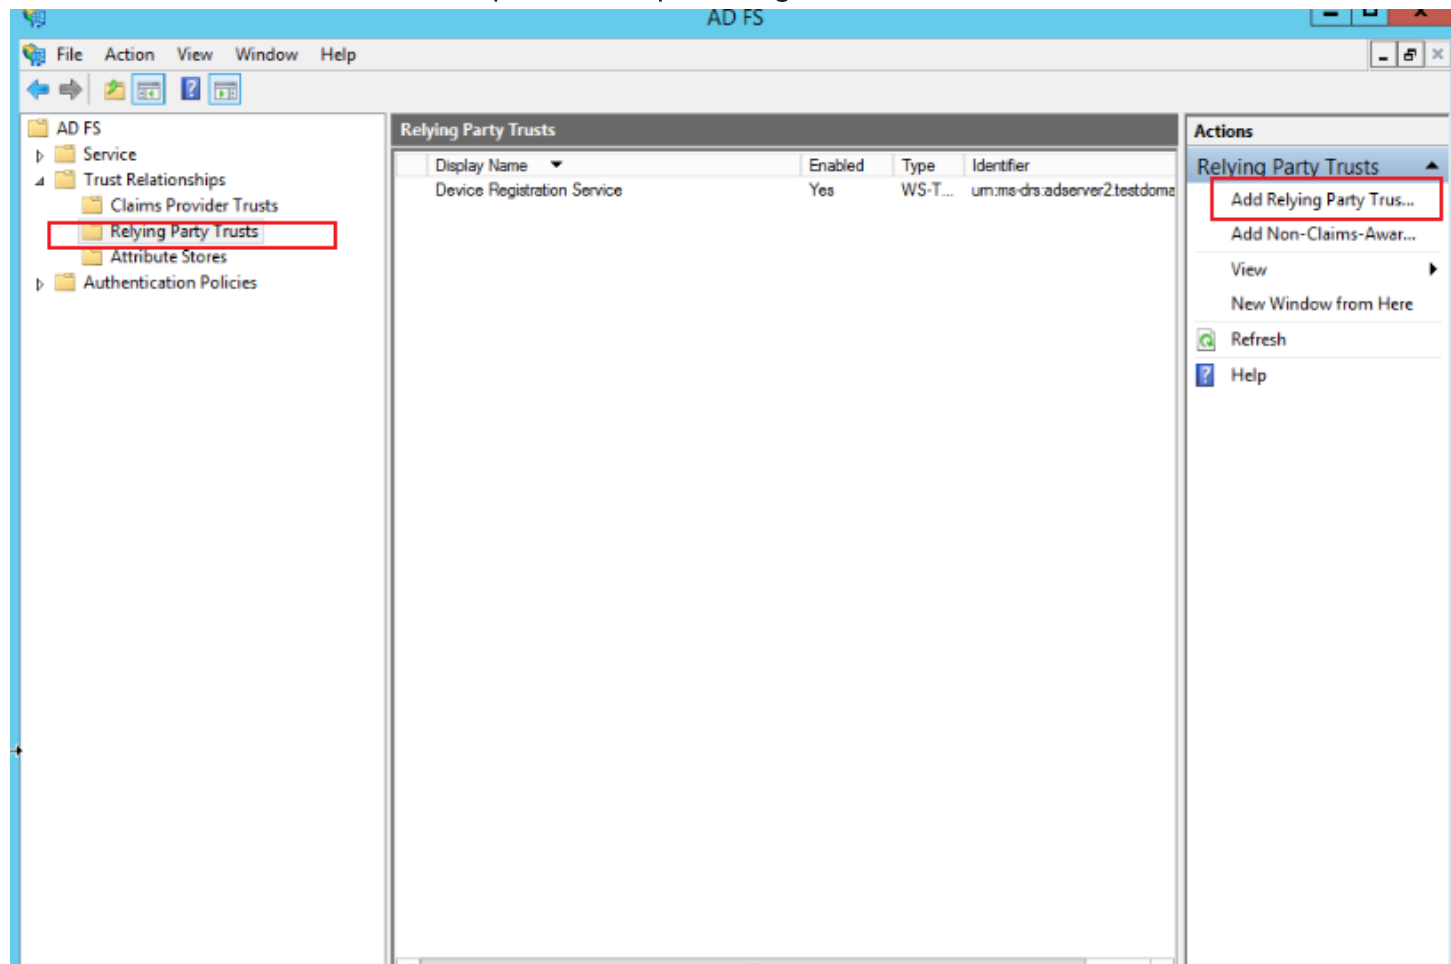 AD FS
File Action View Window Help
AD FS
Service
Trust Relationships
Claims Provider Trusts
Relying Party Trusts
Attribute Stores
Authentication Policies
Relying Party Trusts
Display Name Enabled Type Identifier
Device Registration Service Yes WS-T... urn:ms-drs:adserver2.testdoma
Actions
Relying Party Trusts
Add Relying Party Trus...
Add Non-Claims-Awar...
View
New Window from Here
Refresh
Help